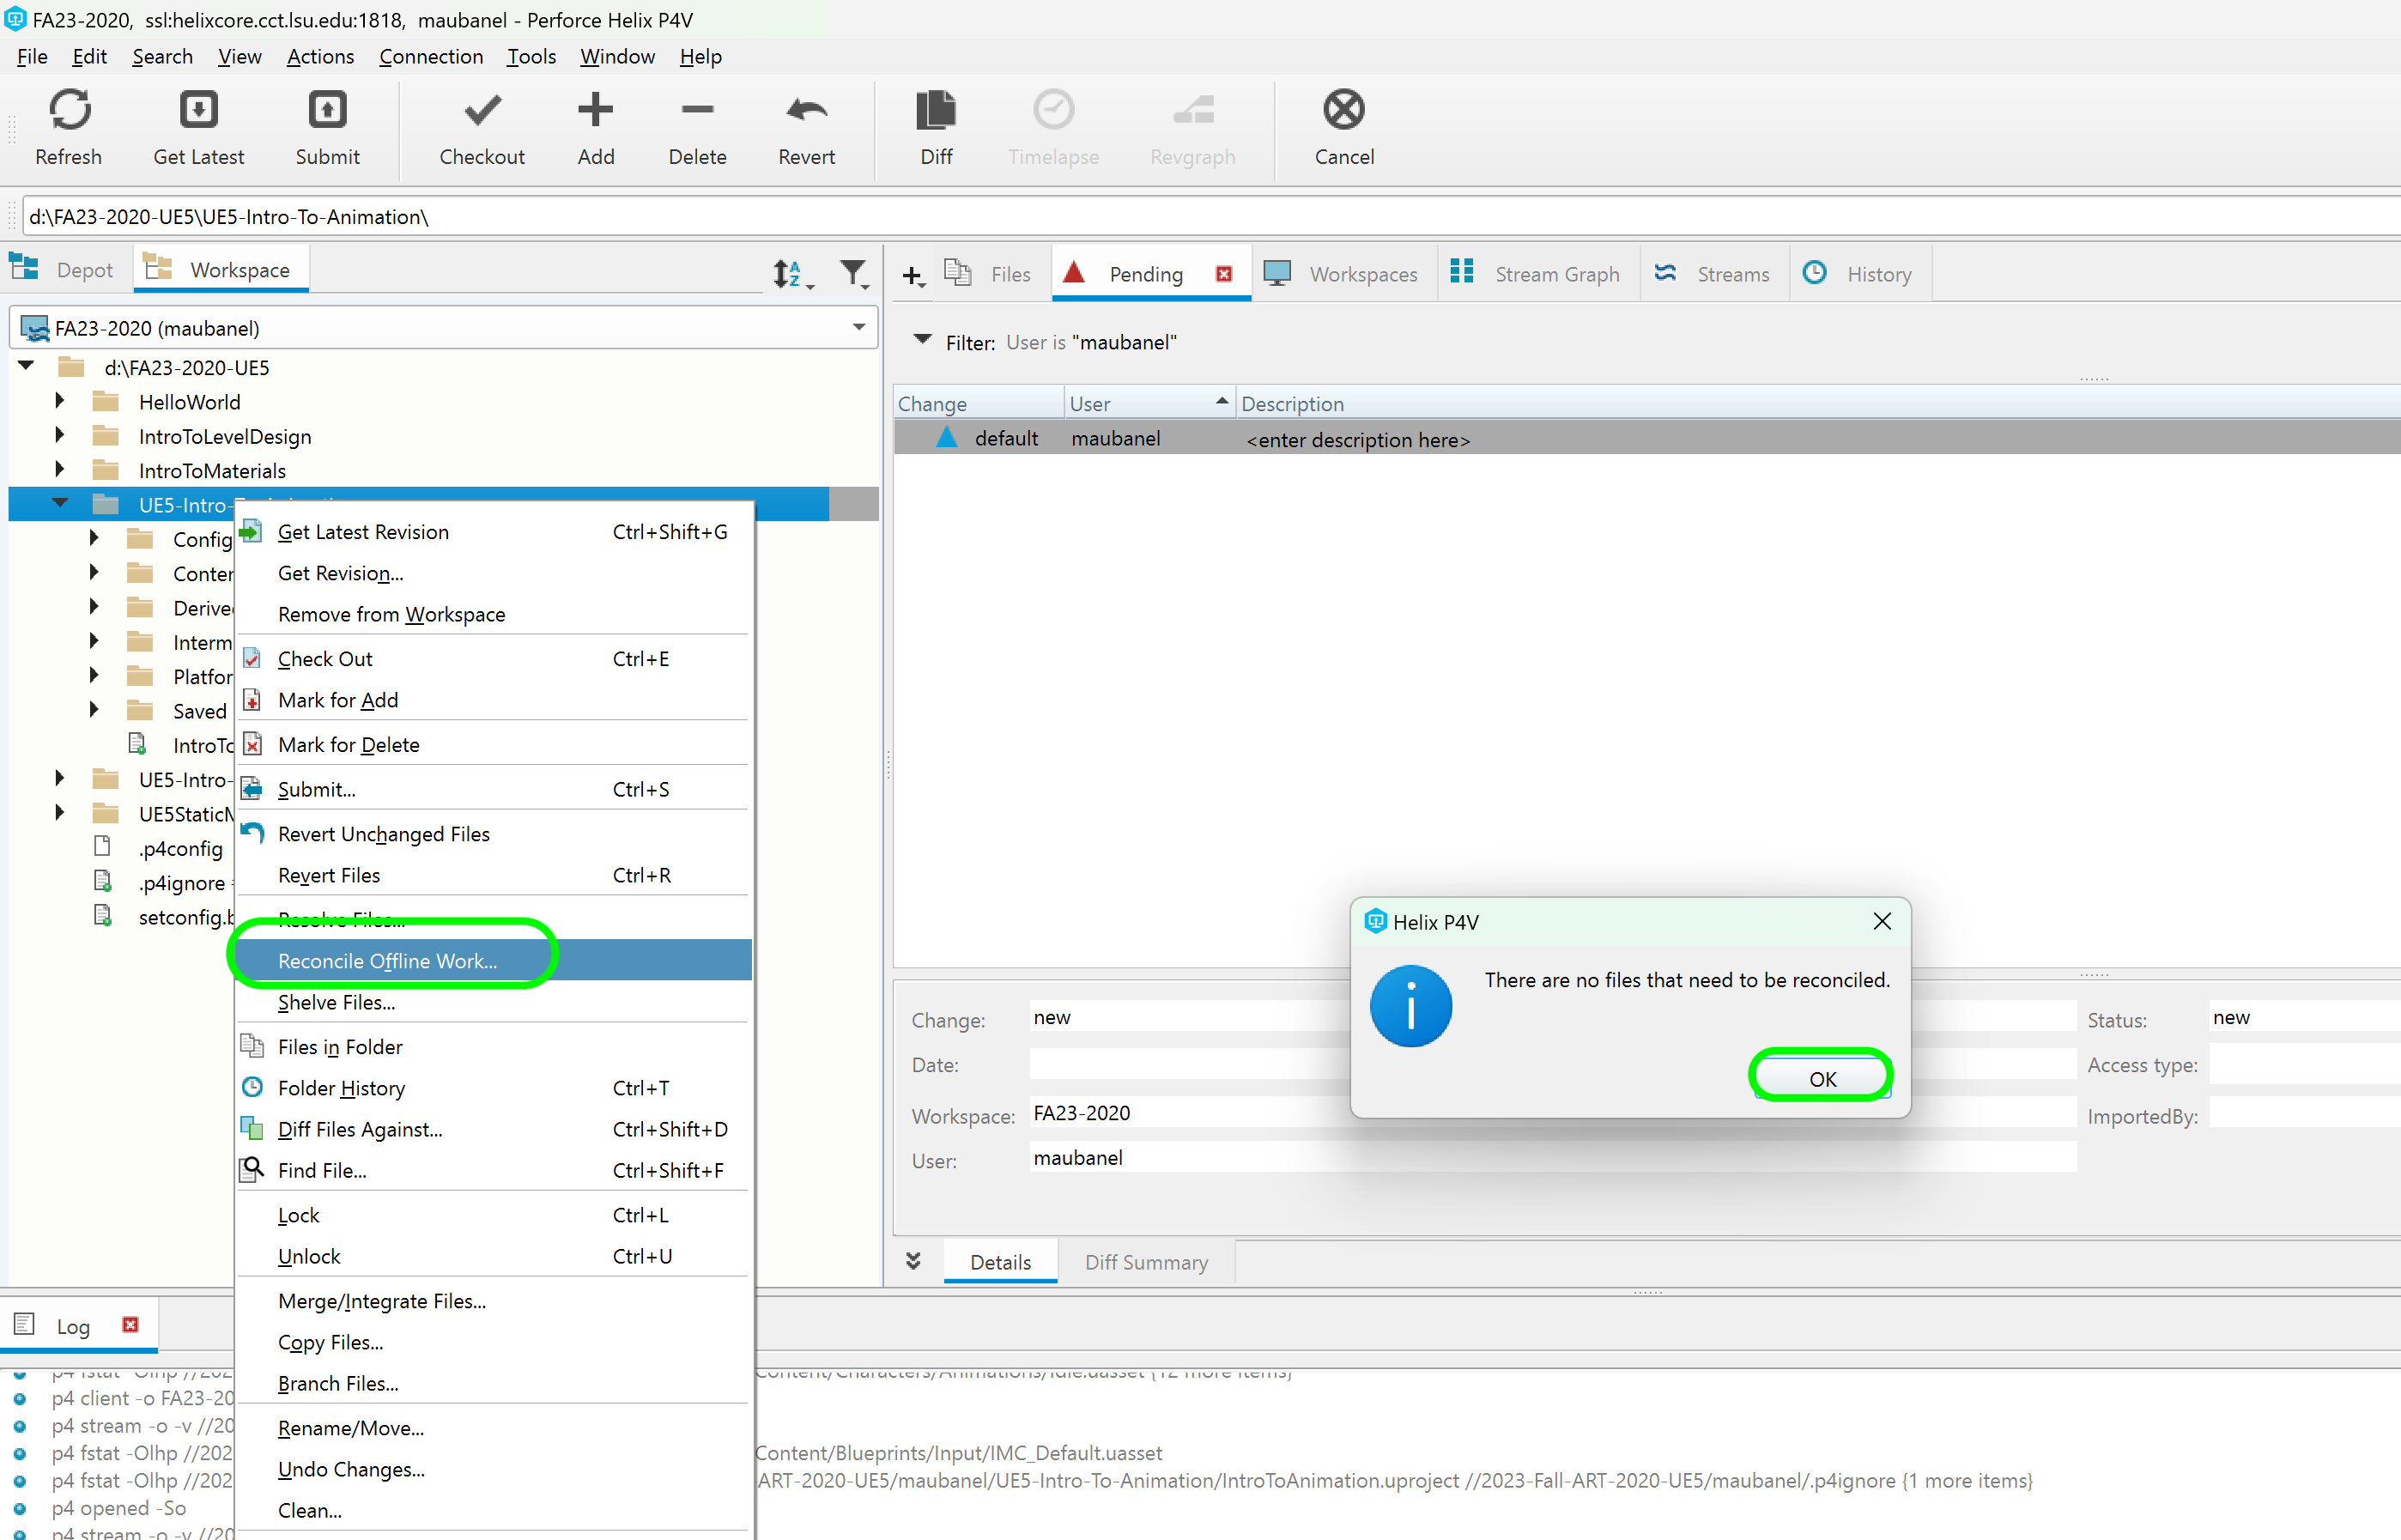 FA23-2020, ssl:helixcore.cct.lsu.edu:1818, maubanel - Perforce Helix P4V
File Edit Search View Actions Connection Tools Window Help
Refresh Get Latest Submit Checkout Add Delete Revert Diff Timelapse Revgraph Cancel
d:\FA23-2020-UE5\UE5-Intro-To-Animation\
Depot Workspace
FA23-2020 (maubanel)
d:\FA23-2020-UE5
HelloWorld
IntroToLevelDesign
IntroToMaterials
UE5-Intro-
Config
Conten
Derived
Interm
Platfor
Saved
IntroTo
UE5-Intro-
UE5StaticM
.p4config
.p4ignore
setconfig.b
Get Latest Revision Ctrl+Shift+G
Get Revision...
Remove from Workspace
Check Out Ctrl+E
Mark for Add
Mark for Delete
Submit... Ctrl+S
Revert Unchanged Files
Revert Files Ctrl+R
Resolve Files...
Reconcile Offline Work...
Shelve Files...
Files in Folder
Folder History Ctrl+T
Diff Files Against... Ctrl+Shift+D
Find File... Ctrl+Shift+F
Lock Ctrl+L
Unlock Ctrl+U
Merge/Integrate Files...
Copy Files...
Branch Files...
Rename/Move...
Undo Changes...
Clean...
Files Pending Workspaces Stream Graph Streams History
Filter: User is "maubanel"
Change User Description
default maubanel <enter description here>
Helix P4V
There are no files that need to be reconciled.
OK
Change: new
Date:
Workspace: FA23-2020
User: maubanel
Status: new
Access type:
ImportedBy:
Details Diff Summary
Log
p4 fstat -Olhp //202 Content/Characters/Animations/Idle.uasset {12 more items}
p4 client -o FA23-20
p4 stream -o -v //20
p4 fstat -Olhp //202 Content/Blueprints/Input/IMC_Default.uasset
p4 fstat -Olhp //202 ART-2020-UE5/maubanel/UE5-Intro-To-Animation/IntroToAnimation.uproject //2023-Fall-ART-2020-UE5/maubanel/.p4ignore {1 more items}
p4 opened -So
p4 stream -o -v //20